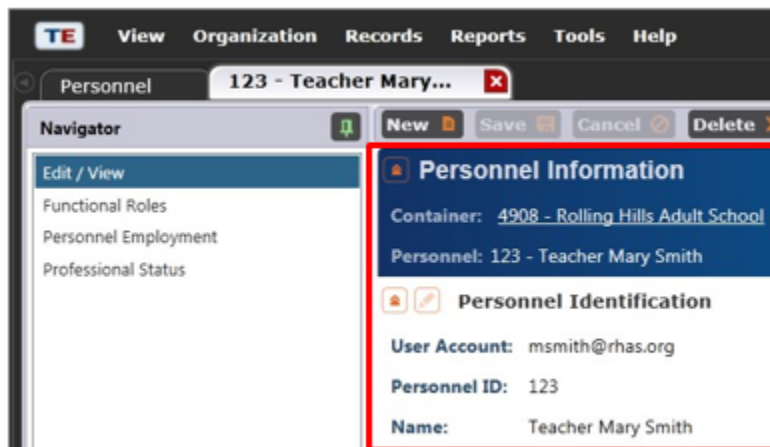 TE View Organization Records Reports Tools Help
Personnel 123 - Teacher Mary...
Navigator New Save Cancel Delete
Edit / View
Functional Roles
Personnel Employment
Professional Status
Personnel Information
Container: 4908 - Rolling Hills Adult School
Personnel: 123 - Teacher Mary Smith
Personnel Identification
User Account: msmith@rhas.org
Personnel ID: 123
Name: Teacher Mary Smith